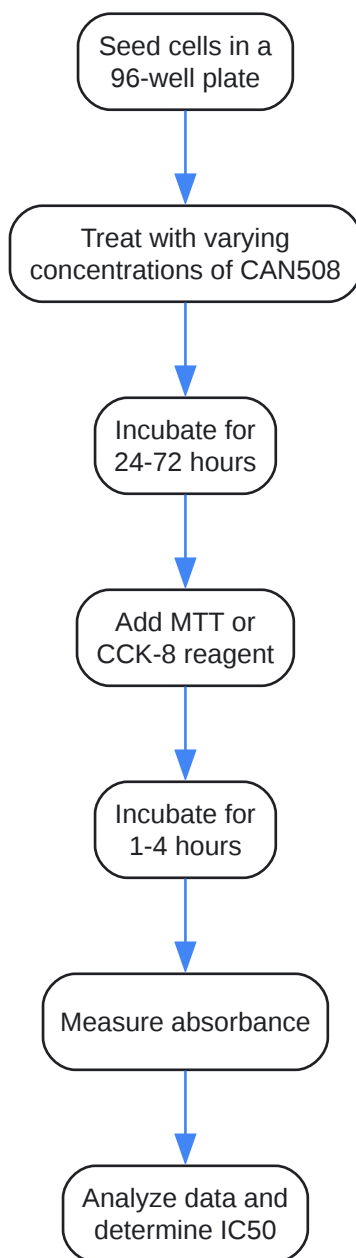 Seed cells in a
96-well plate
Treat with varying
concentrations of CAN508
Incubate for
24-72 hours
Add MTT or
CCK-8 reagent
Incubate for
1-4 hours
Measure absorbance
Analyze data and
determine IC50